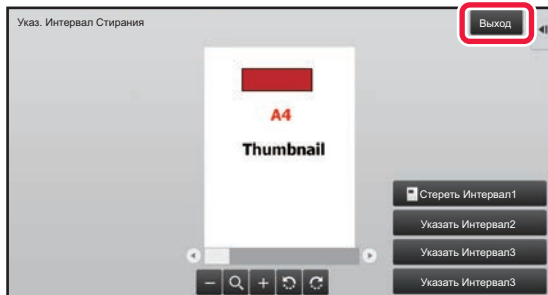 Указ. Интервал Стирания
Выход
A4
Thumbnail
Стереть Интервал1
Указать Интервал2
Указать Интервал3
Указать Интервал3